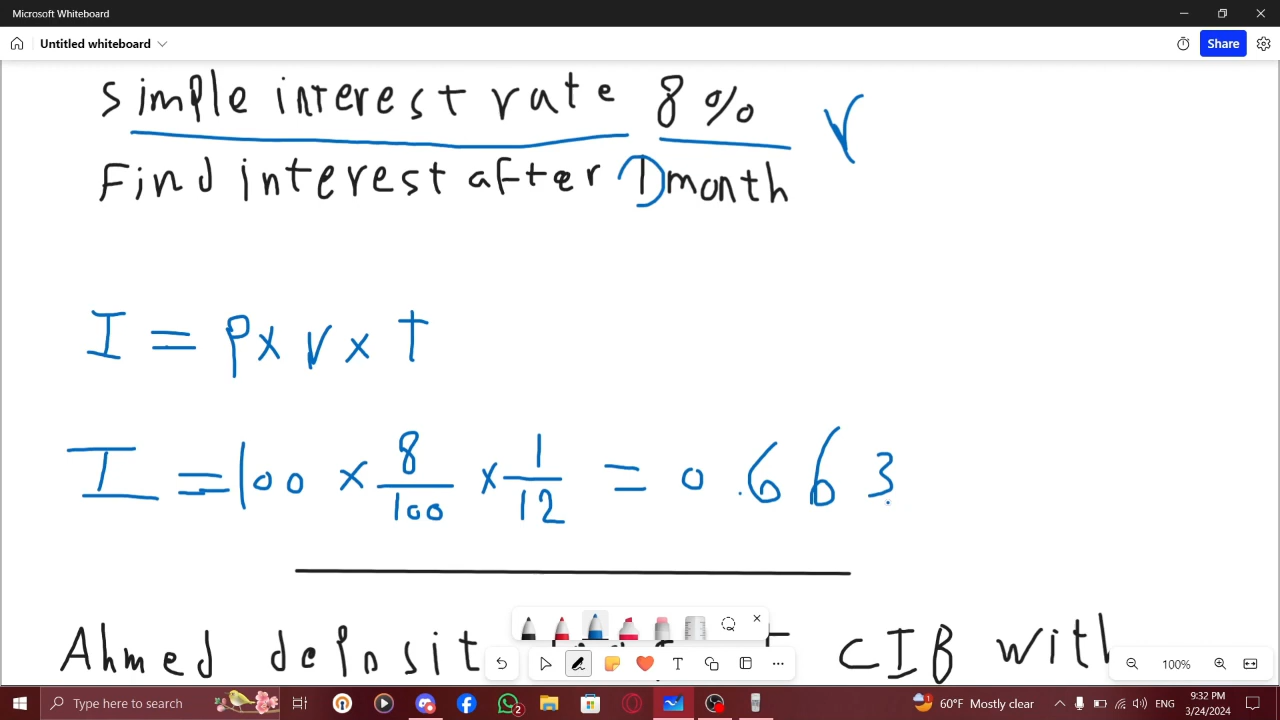 Microsoft Whiteboard
Untitled whiteboard
Share
simple interest rate 8% r
Find interest after 1 month
I = P x r x t
I = 100 x 8/100 x 1/12 = 0.663
Ahmed deposit CIB with
100%
Type here to search
2
60°F Mostly clear
ENG
9:32 PM
3/24/2024